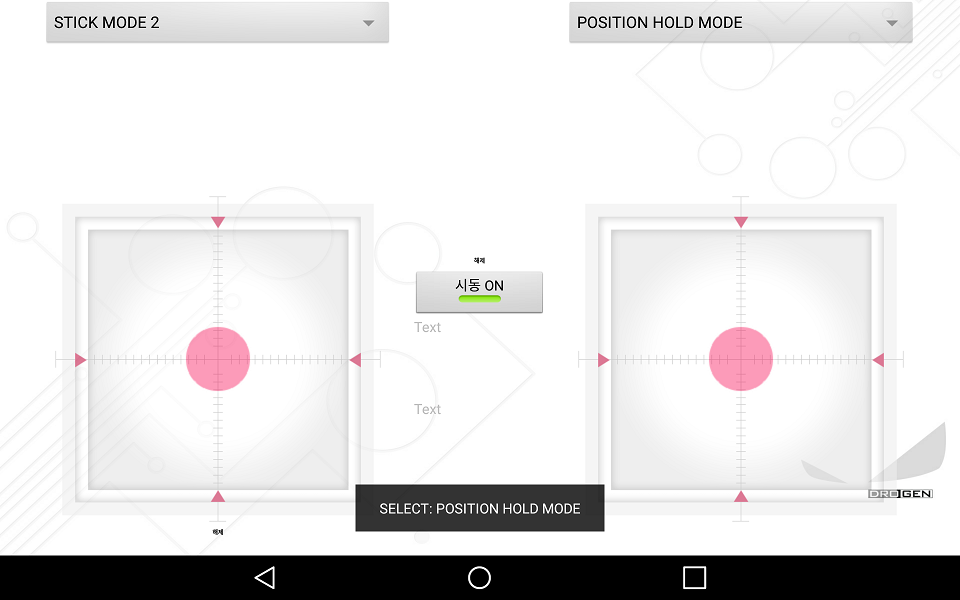 STICK MODE 2
POSITION HOLD MODE
해제
시동 ON
Text
Text
DROGEN
SELECT: POSITION HOLD MODE
해제